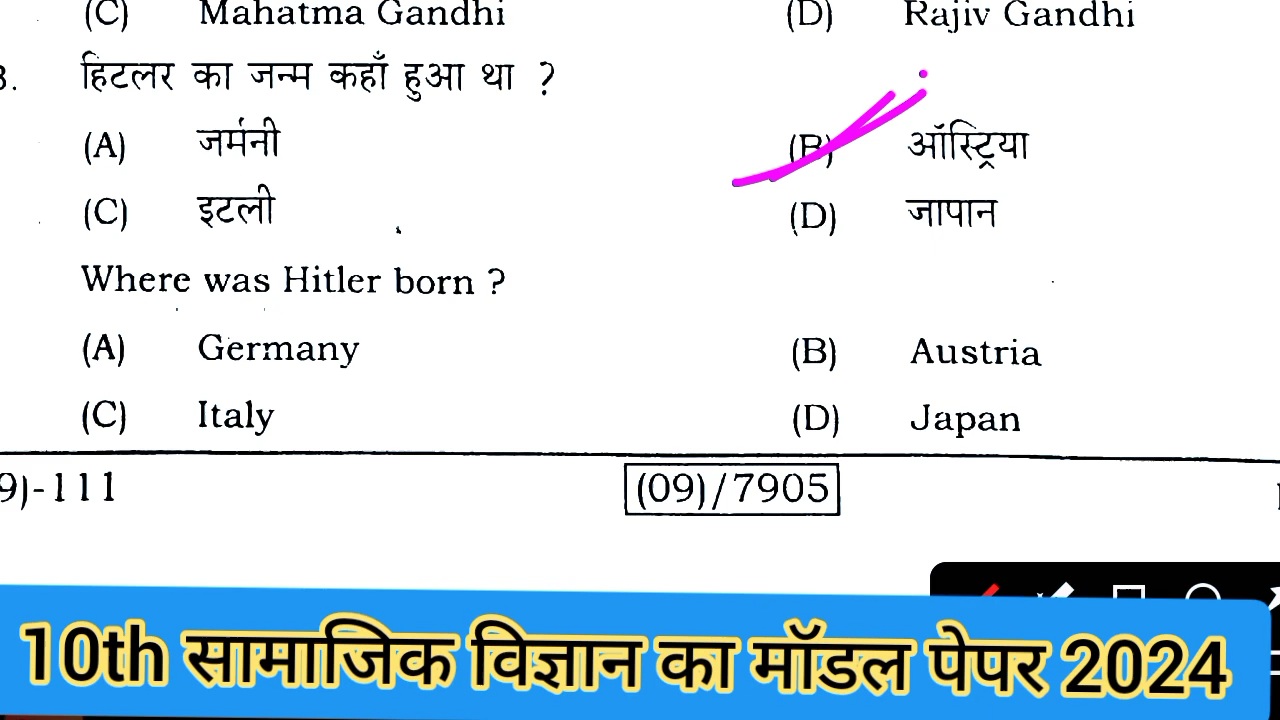 (C) Mahatma Gandhi (D) Rajiv Gandhi
3. हिटलर का जन्म कहाँ हुआ था ?
(A) जर्मनी (B) ऑस्ट्रिया
(C) इटली (D) जापान
Where was Hitler born ?
(A) Germany (B) Austria
(C) Italy (D) Japan
9)-111 (09)/7905
10th सामाजिक विज्ञान का मॉडल पेपर 2024